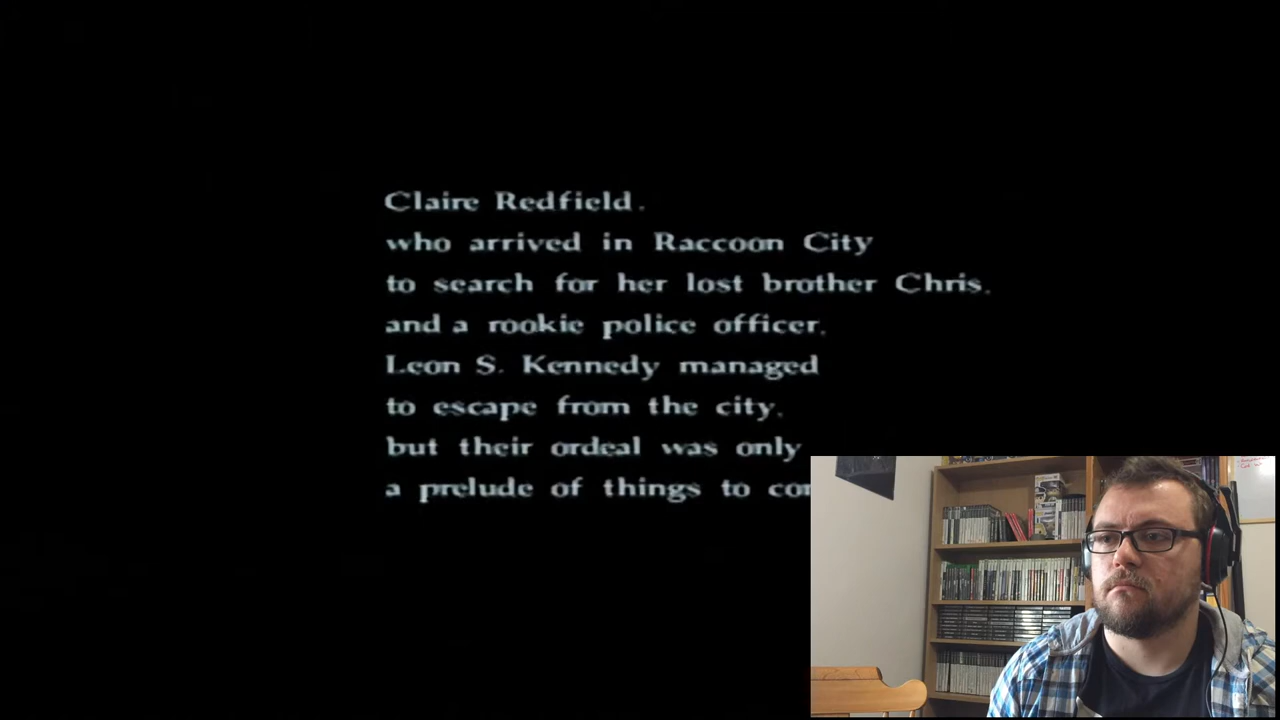 Claire Redfield,
who arrived in Raccoon City
to search for her lost brother Chris,
and a rookie police officer,
Leon S. Kennedy managed
to escape from the city,
but their ordeal was only
a prelude of things to